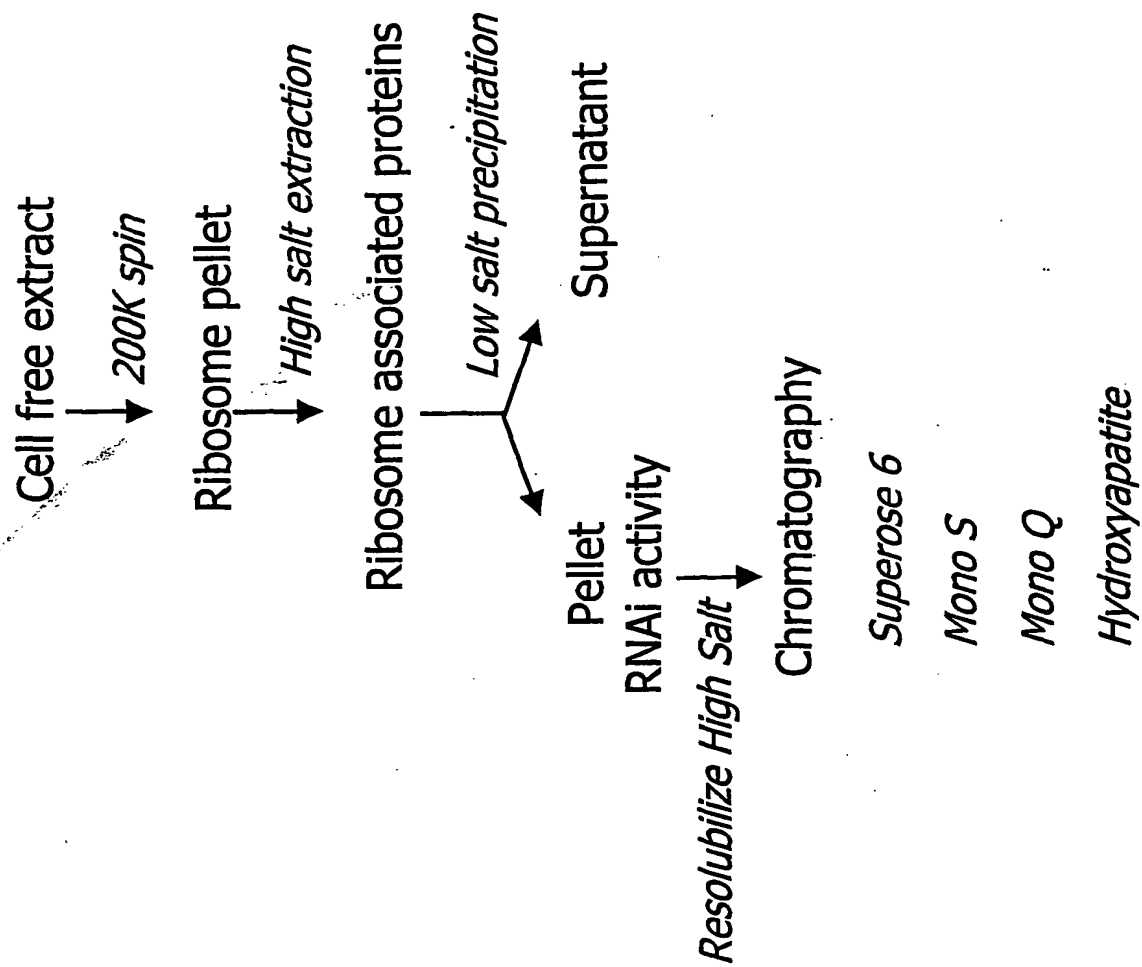 Cell free extract
200K spin
Ribosome pellet
High salt extraction
Ribosome associated proteins
Low salt precipitation
Pellet
RNAi activity
Supernatant
Resolubilize High Salt
Chromatography
Superose 6
Mono S
Mono Q
Hydroxyapatite